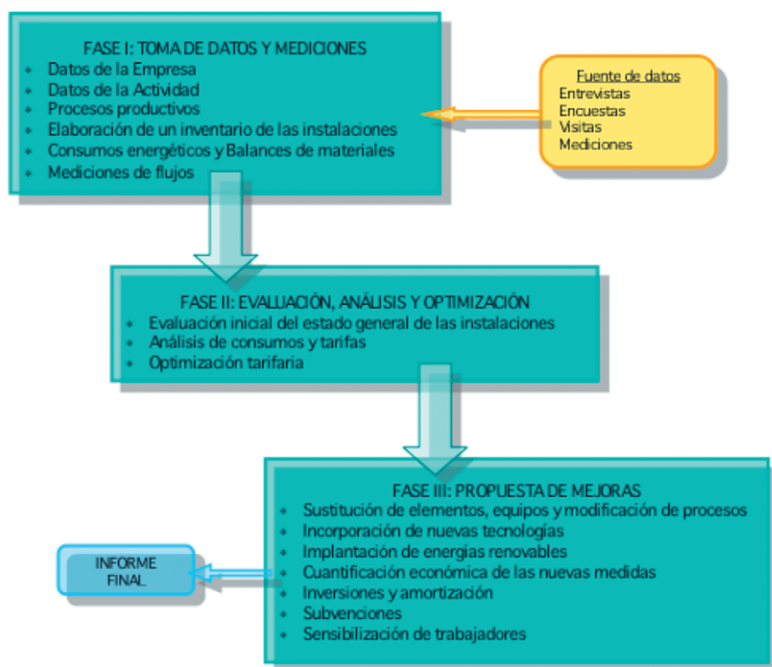 FASE I: TOMA DE DATOS Y MEDICIONES
Datos de la Empresa
Datos de la Actividad
Procesos productivos
Elaboración de un inventario de las instalaciones
Consumos energéticos y Balances de materiales
Mediciones de flujos
Fuente de datos
Entrevistas
Encuestas
Visitas
Mediciones
FASE II: EVALUACIÓN, ANÁLISIS Y OPTIMIZACIÓN
Evaluación inicial del estado general de las instalaciones
Análisis de consumos y tarifas
Optimización tarifaria
FASE III: PROPUESTA DE MEJORAS
Sustitución de elementos, equipos y modificación de procesos
Incorporación de nuevas tecnologías
Implantación de energías renovables
Cuantificación económica de las nuevas medidas
Inversiones y amortización
Subvenciones
Sensibilización de trabajadores
INFORME
FINAL